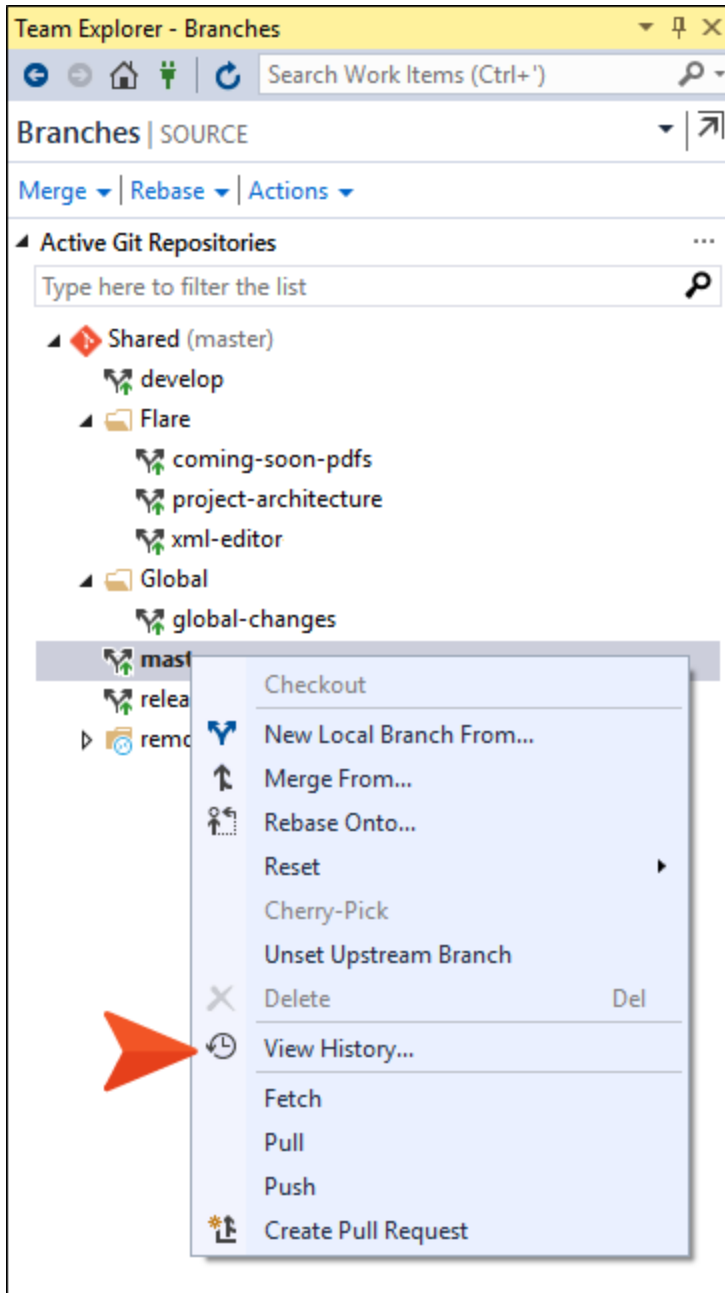 Team Explorer - Branches
Search Work Items (Ctrl+')
Branches | SOURCE
Merge | Rebase | Actions
Active Git Repositories
Type here to filter the list
Shared (master)
develop
Flare
coming-soon-pdfs
project-architecture
xml-editor
Global
global-changes
mast
relea
remo
Checkout
New Local Branch From...
Merge From...
Rebase Onto...
Reset
Cherry-Pick
Unset Upstream Branch
Delete Del
View History...
Fetch
Pull
Push
Create Pull Request